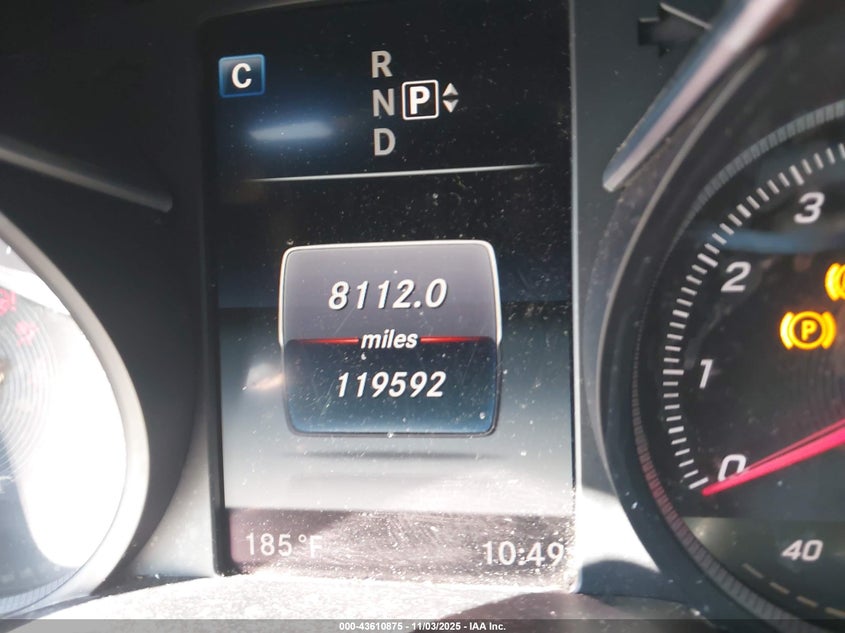 C
R
N P
D
8112.0
miles
119592
185°F
10:49
3
2
1
0
40
P
000-43610875 - 11/03/2025 - IAA Inc.